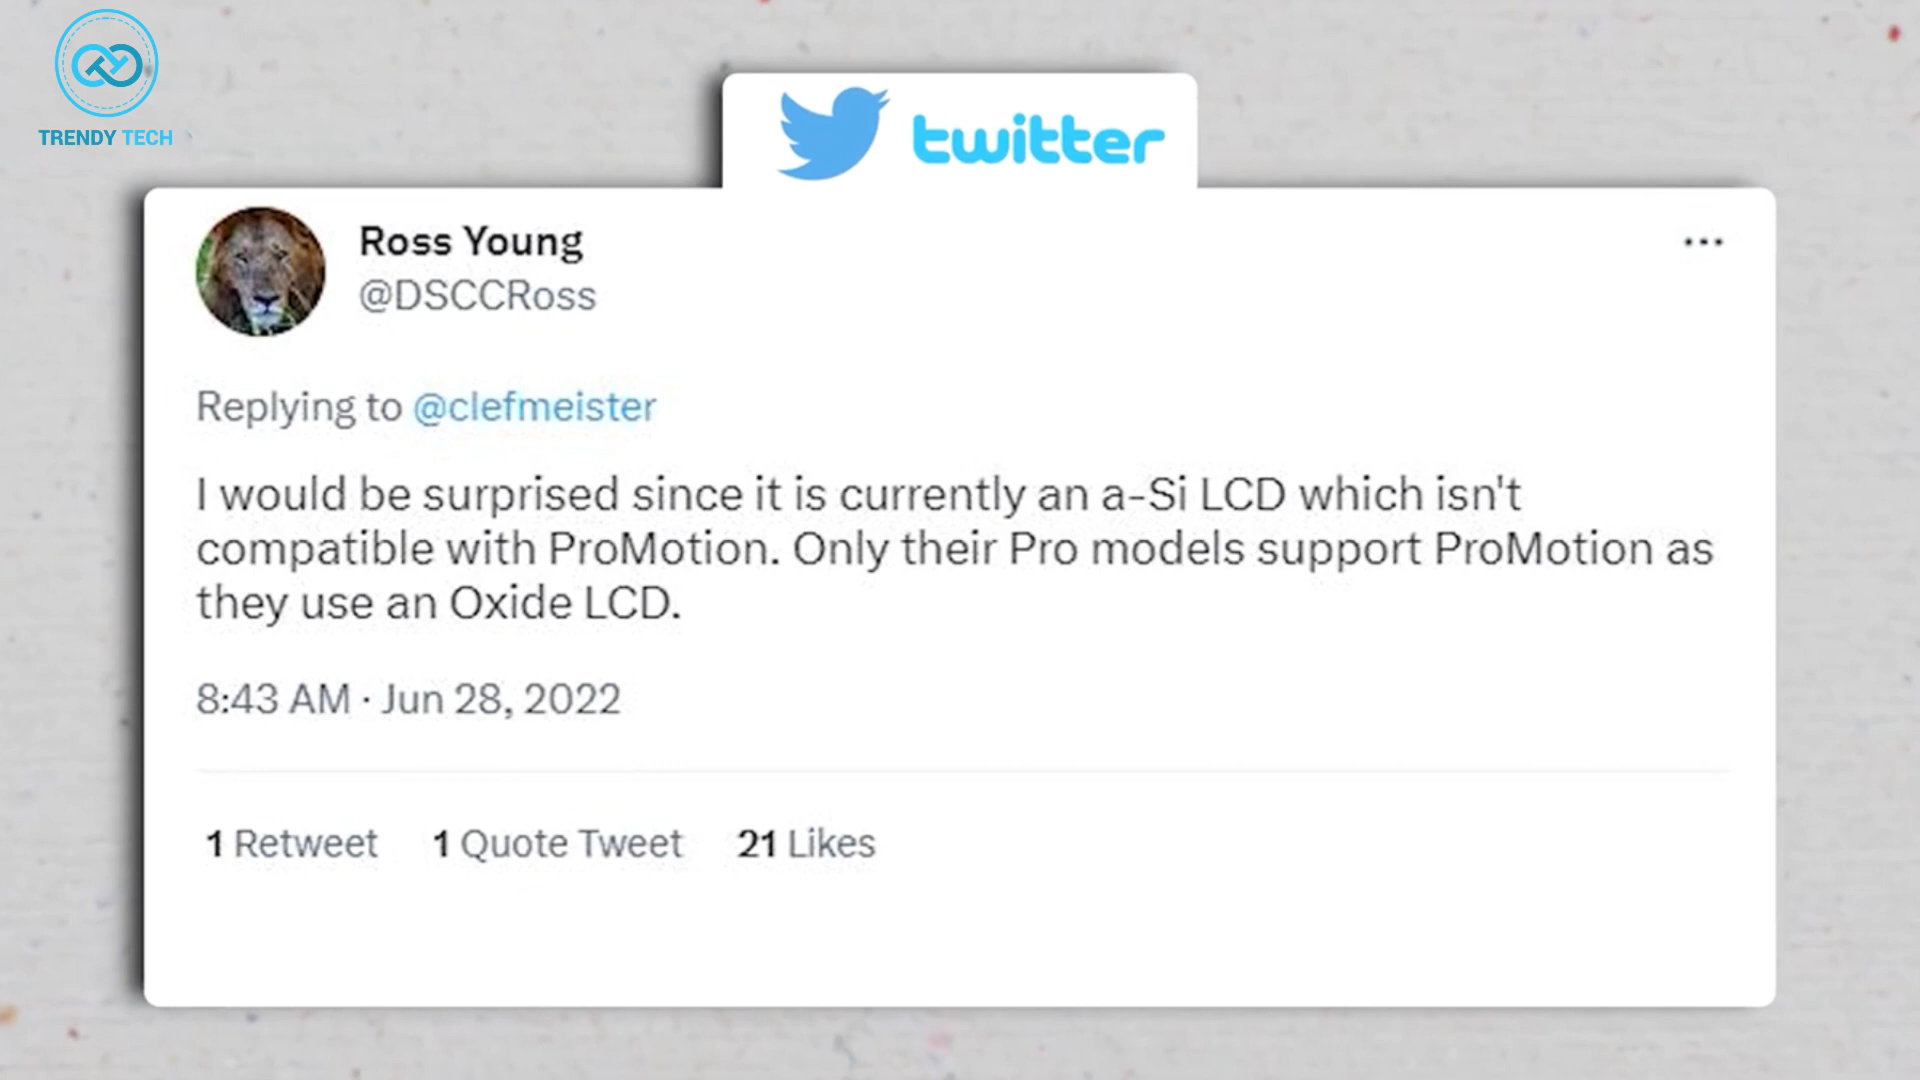 TRENDY TECH
twitter
Ross Young
@DSCCRoss
...
Replying to @clefmeister
I would be surprised since it is currently an a-Si LCD which isn't
compatible with ProMotion. Only their Pro models support ProMotion as
they use an Oxide LCD.
8:43 AM · Jun 28, 2022
1 Retweet 1 Quote Tweet 21 Likes